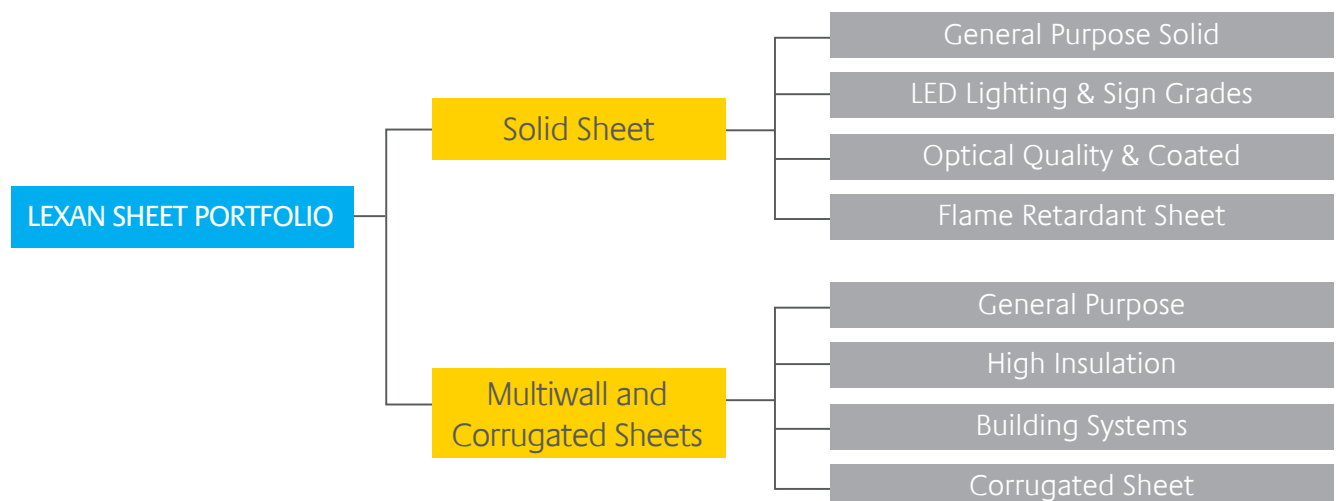 LEXAN SHEET PORTFOLIO
Solid Sheet
General Purpose Solid
LED Lighting & Sign Grades
Optical Quality & Coated
Flame Retardant Sheet
Multiwall and
Corrugated Sheets
General Purpose
High Insulation
Building Systems
Corrugated Sheet